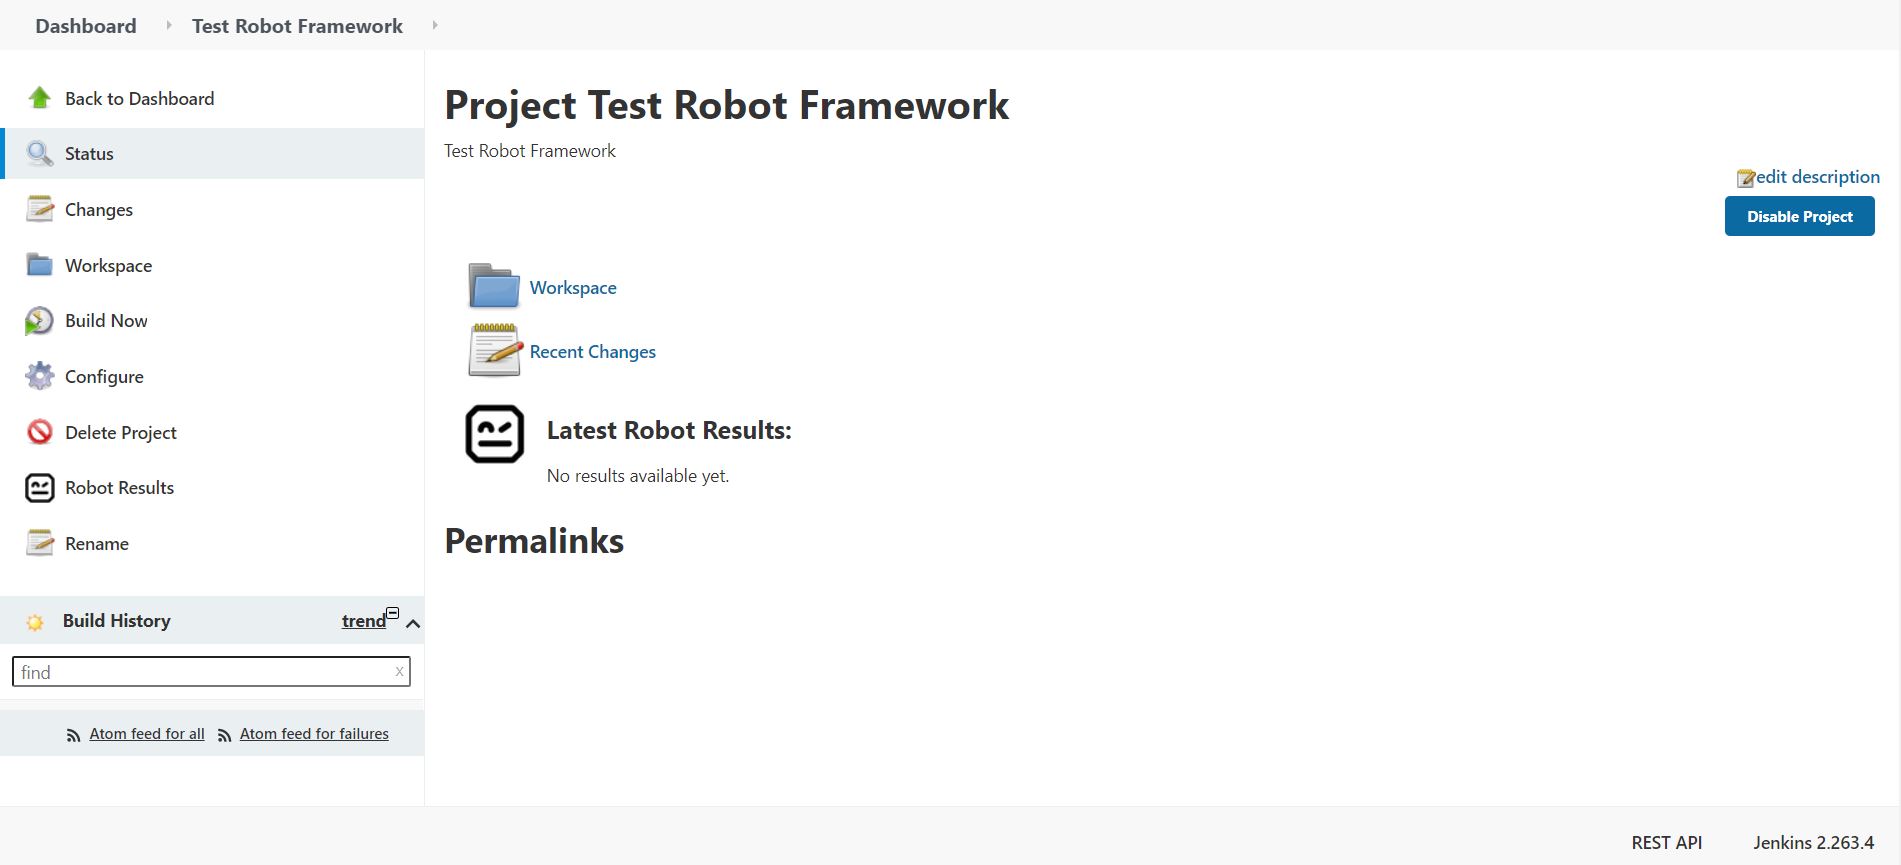 Dashboard Test Robot Framework
Back to Dashboard
Status
Changes
Workspace
Build Now
Configure
Delete Project
Robot Results
Rename
Build History trend
find x
Atom feed for all Atom feed for failures
Project Test Robot Framework
Test Robot Framework
edit description
Disable Project
Workspace
Recent Changes
Latest Robot Results:
No results available yet.
Permalinks
REST API Jenkins 2.263.4